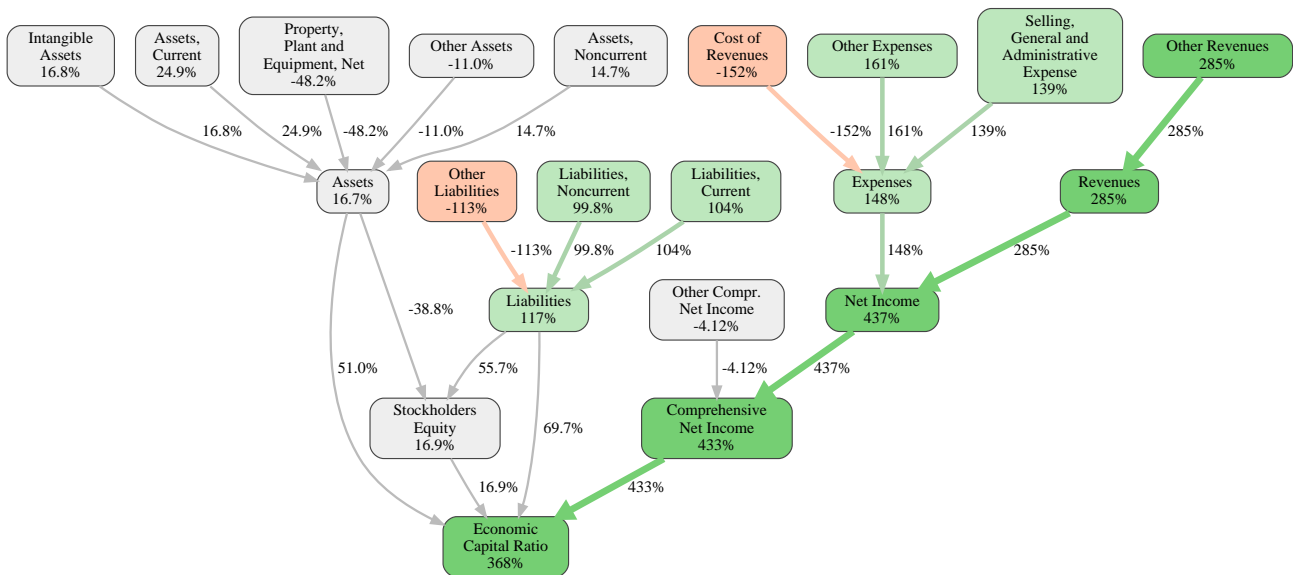 Intangible
Assets
16.8%
Assets,
Current
24.9%
Property,
Plant and
Equipment, Net
-48.2%
Other Assets
-11.0%
Assets,
Noncurrent
14.7%
Cost of
Revenues
-152%
Other Expenses
161%
Selling,
General and
Administrative
Expense
139%
Other Revenues
285%
16.8%
24.9%
-48.2%
-11.0%
14.7%
-152%
161%
139%
285%
Assets
16.7%
Other
Liabilities
-113%
Liabilities,
Noncurrent
99.8%
Liabilities,
Current
104%
Expenses
148%
Revenues
285%
-113%
99.8%
104%
148%
285%
-38.8%
Liabilities
117%
Other Compr.
Net Income
-4.12%
Net Income
437%
51.0%
55.7%
-4.12%
437%
Stockholders
Equity
16.9%
69.7%
Comprehensive
Net Income
433%
16.9%
433%
Economic
Capital Ratio
368%